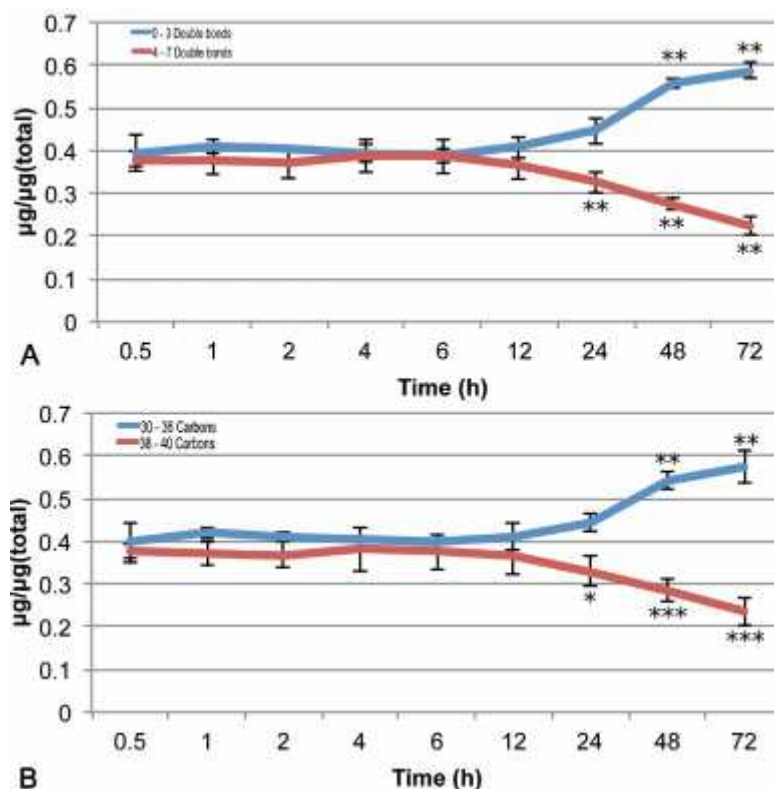 0.7
0 - 3 Double bonds
4 - 7 Double bonds
** **
0.6
0.5
0.4
0.3
**
**
0.2
**
0.1
0
µg/µg(total)
A
0.5 1 2 4 6 12 24 48 72
Time (h)
0.7
30 - 36 Carbons
38 - 40 Carbons
** **
0.6
0.5
0.4
0.3
*
***
0.2
***
0.1
0
µg/µg(total)
0.5 1 2 4 6 12 24 48 72
B
Time (h)